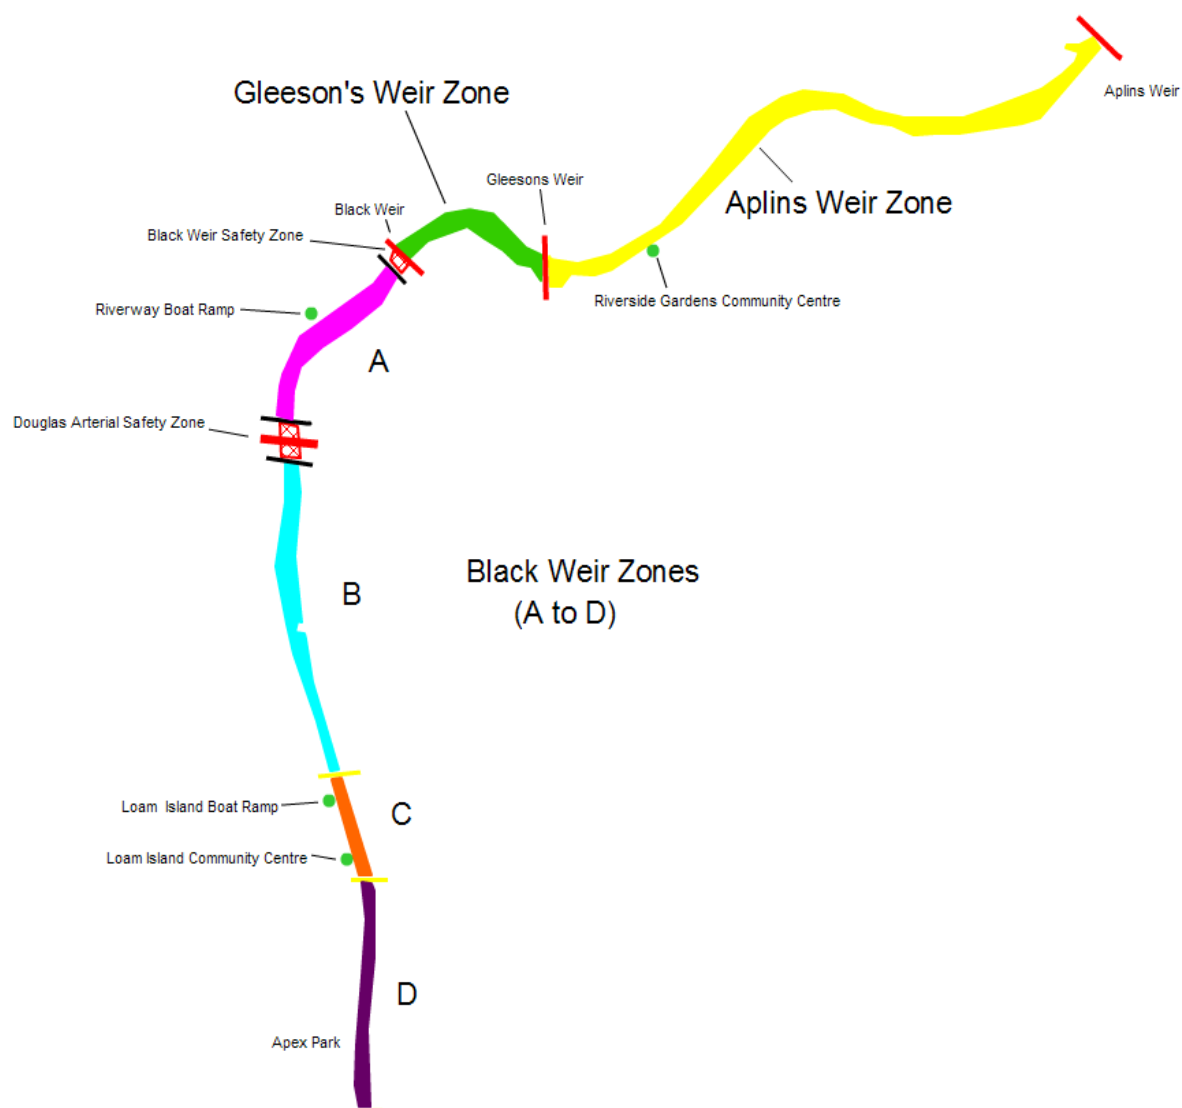 Gleeson's Weir Zone
Aplins Weir
Gleesons Weir
Black Weir
Aplins Weir Zone
Black Weir Safety Zone
Riverside Gardens Community Centre
Riverway Boat Ramp
A
Douglas Arterial Safety Zone
B
Black Weir Zones
(A to D)
Loam Island Boat Ramp
C
Loam Island Community Centre
D
Apex Park